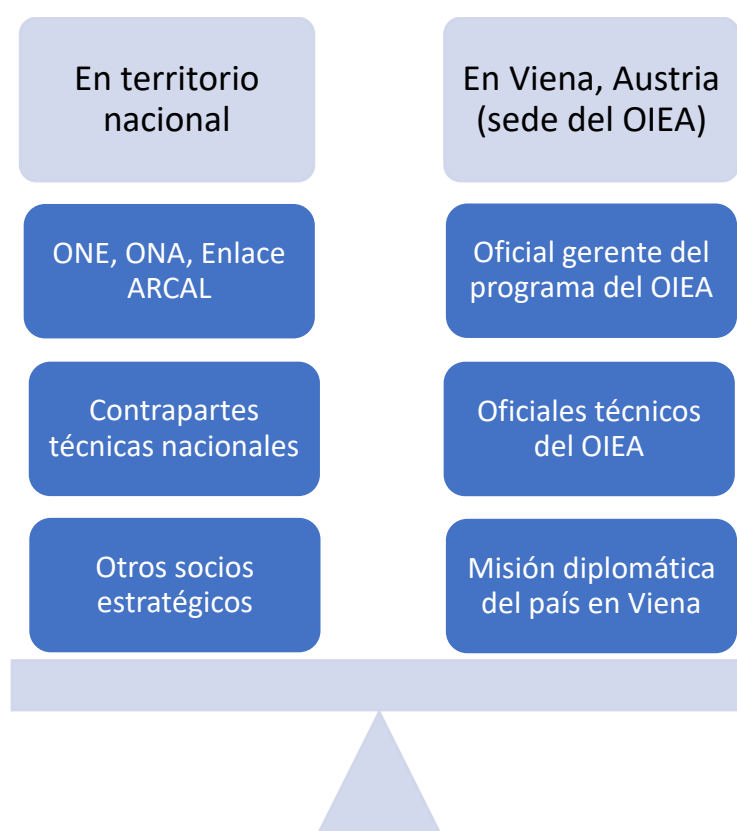 En territorio
nacional
ONE, ONA, Enlace
ARCAL
Contrapartes
técnicas nacionales
Otros socios
estratégicos
En Viena, Austria
(sede del OIEA)
Oficial gerente del
programa del OIEA
Oficiales técnicos
del OIEA
Misión diplomática
del país en Viena